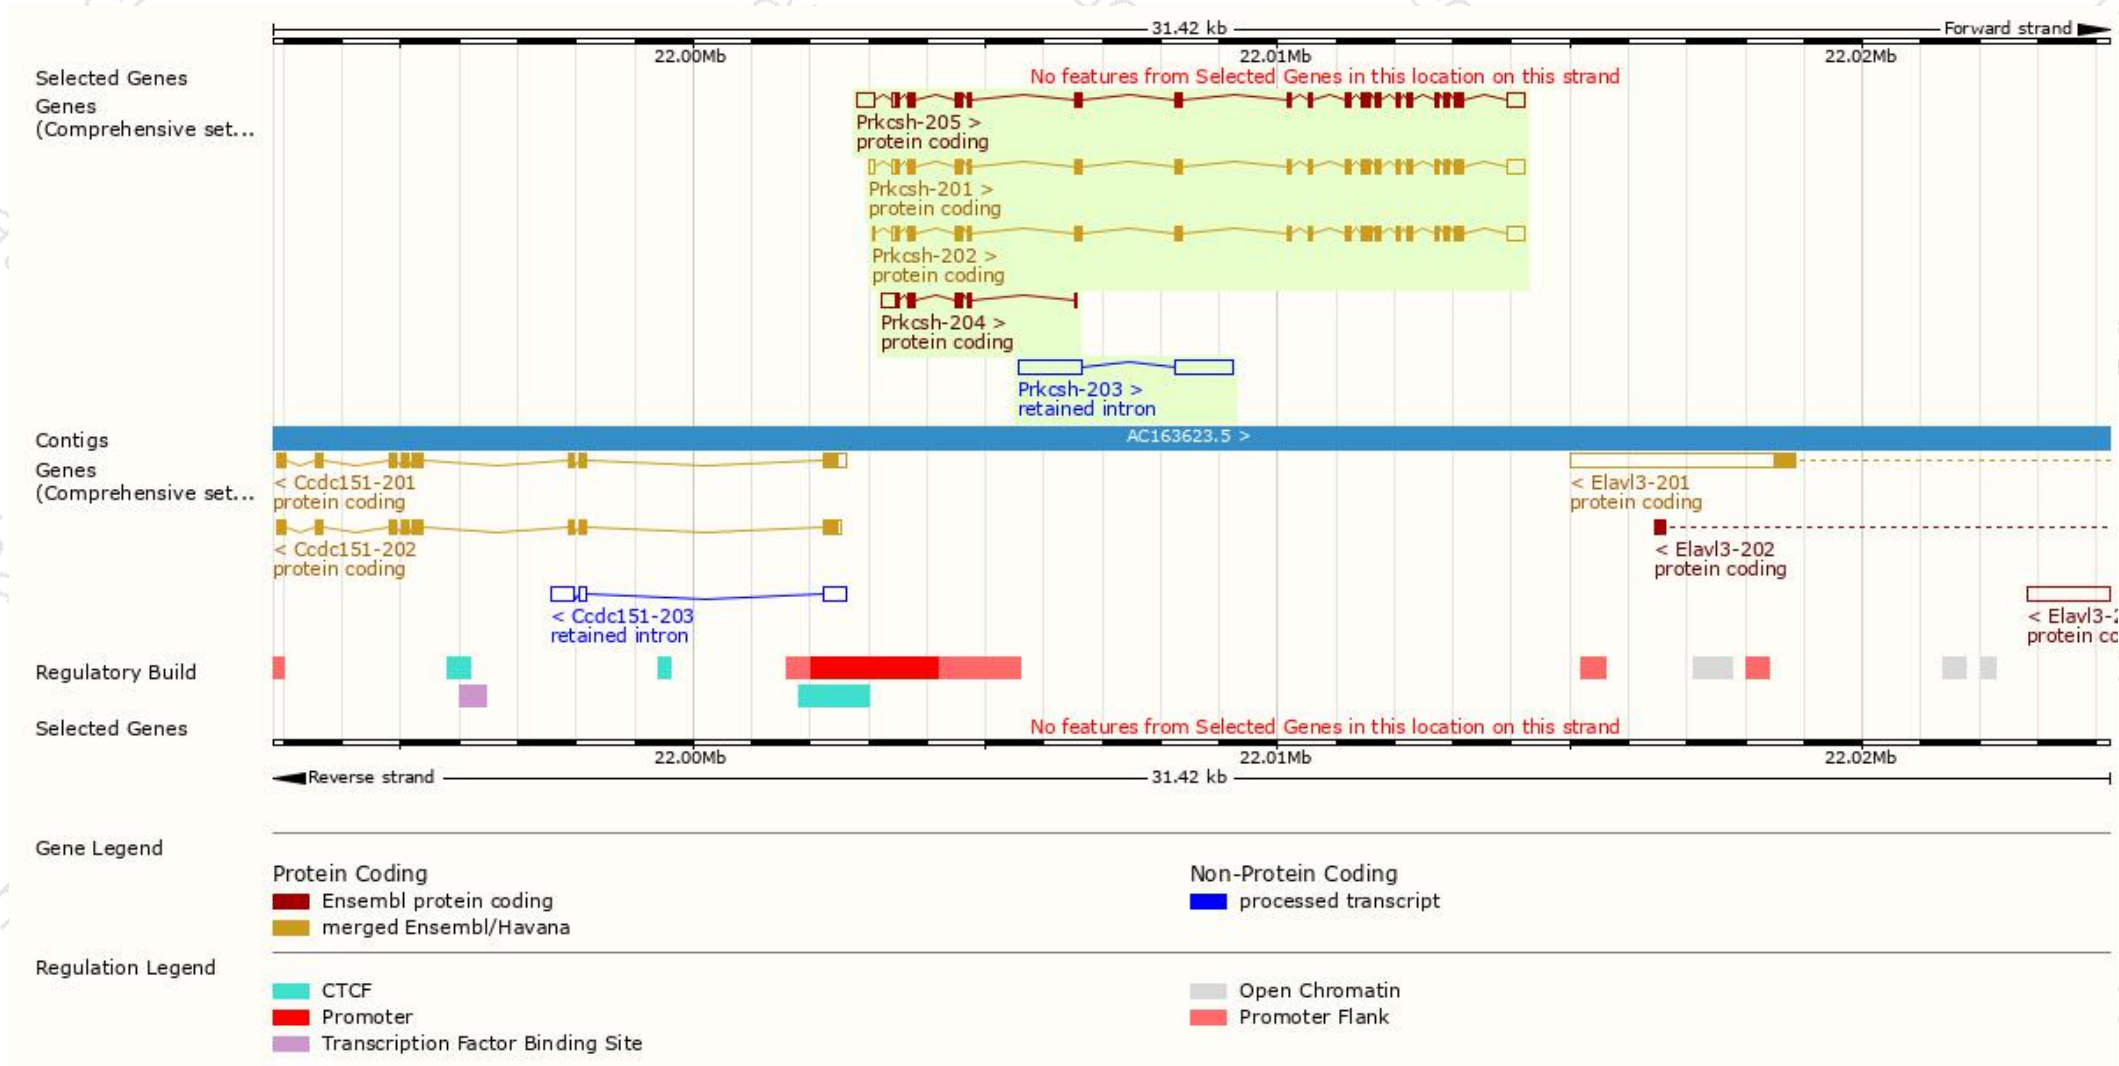 31.42 kb
Forward strand
22.00Mb 22.01Mb 22.02Mb
Selected Genes No features from Selected Genes in this location on this strand
Genes
(Comprehensive set...
Prkcsh-205 >
protein coding
Prkcsh-201 >
protein coding
Prkcsh-202 >
protein coding
Prkcsh-204 >
protein coding
Prkcsh-203 >
retained intron
Contigs AC163623.5 >
Genes
(Comprehensive set...
< Ccdc151-201 < Elavl3-201
protein coding protein coding
< Ccdc151-202 < Elavl3-202
protein coding protein coding
< Ccdc151-203 < Elavl3-2
retained intron protein co
Regulatory Build
Selected Genes No features from Selected Genes in this location on this strand
22.00Mb 22.01Mb 22.02Mb
Reverse strand 31.42 kb
Gene Legend
Protein Coding Non-Protein Coding
Ensembl protein coding processed transcript
merged Ensembl/Havana
Regulation Legend
CTCF Open Chromatin
Promoter Promoter Flank
Transcription Factor Binding Site